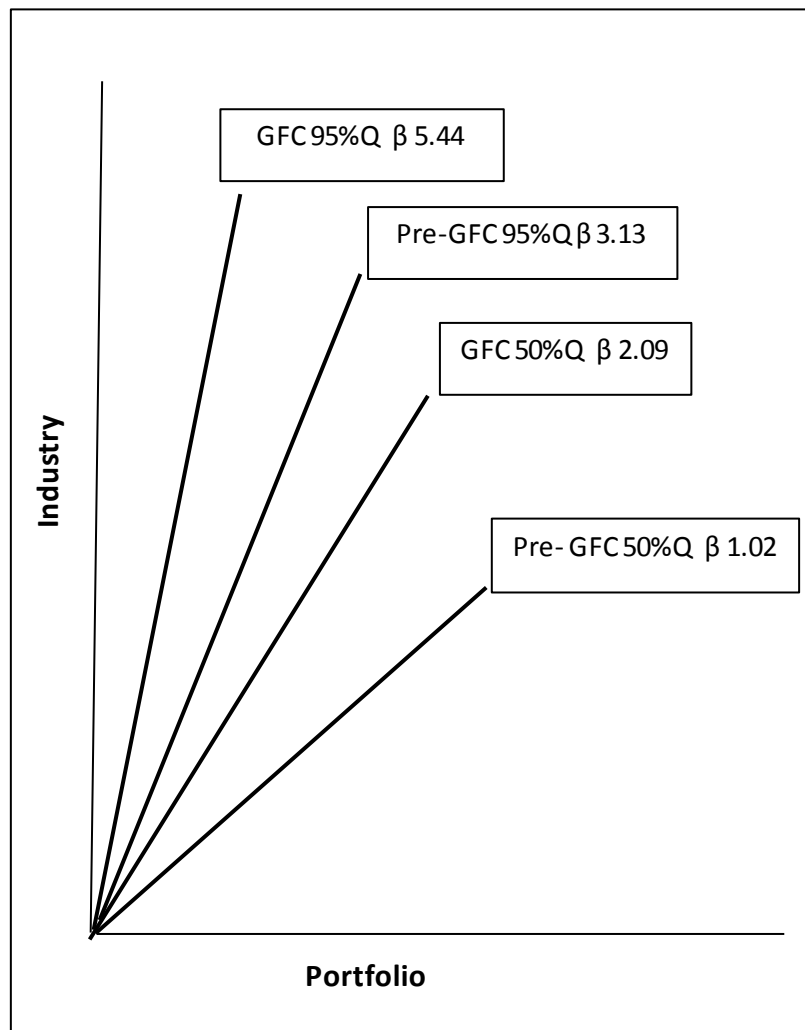 GFC 95%Q β 5.44
Pre-GFC 95%Q β 3.13
GFC 50%Q β 2.09
Industry
Pre- GFC 50%Q β 1.02
Portfolio